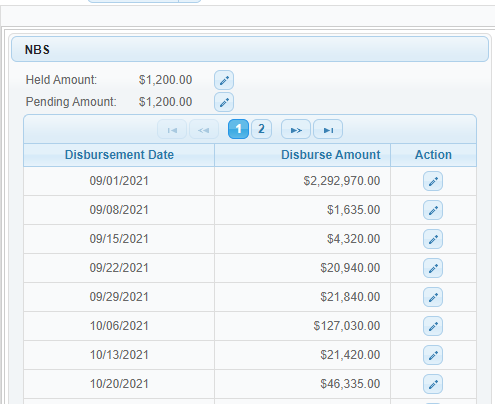 NBS
Held Amount: $1,200.00
Pending Amount: $1,200.00
1 2
Disbursement Date Disburse Amount Action
09/01/2021 $2,292,970.00
09/08/2021 $1,635.00
09/15/2021 $4,320.00
09/22/2021 $20,940.00
09/29/2021 $21,840.00
10/06/2021 $127,030.00
10/13/2021 $21,420.00
10/20/2021 $46,335.00